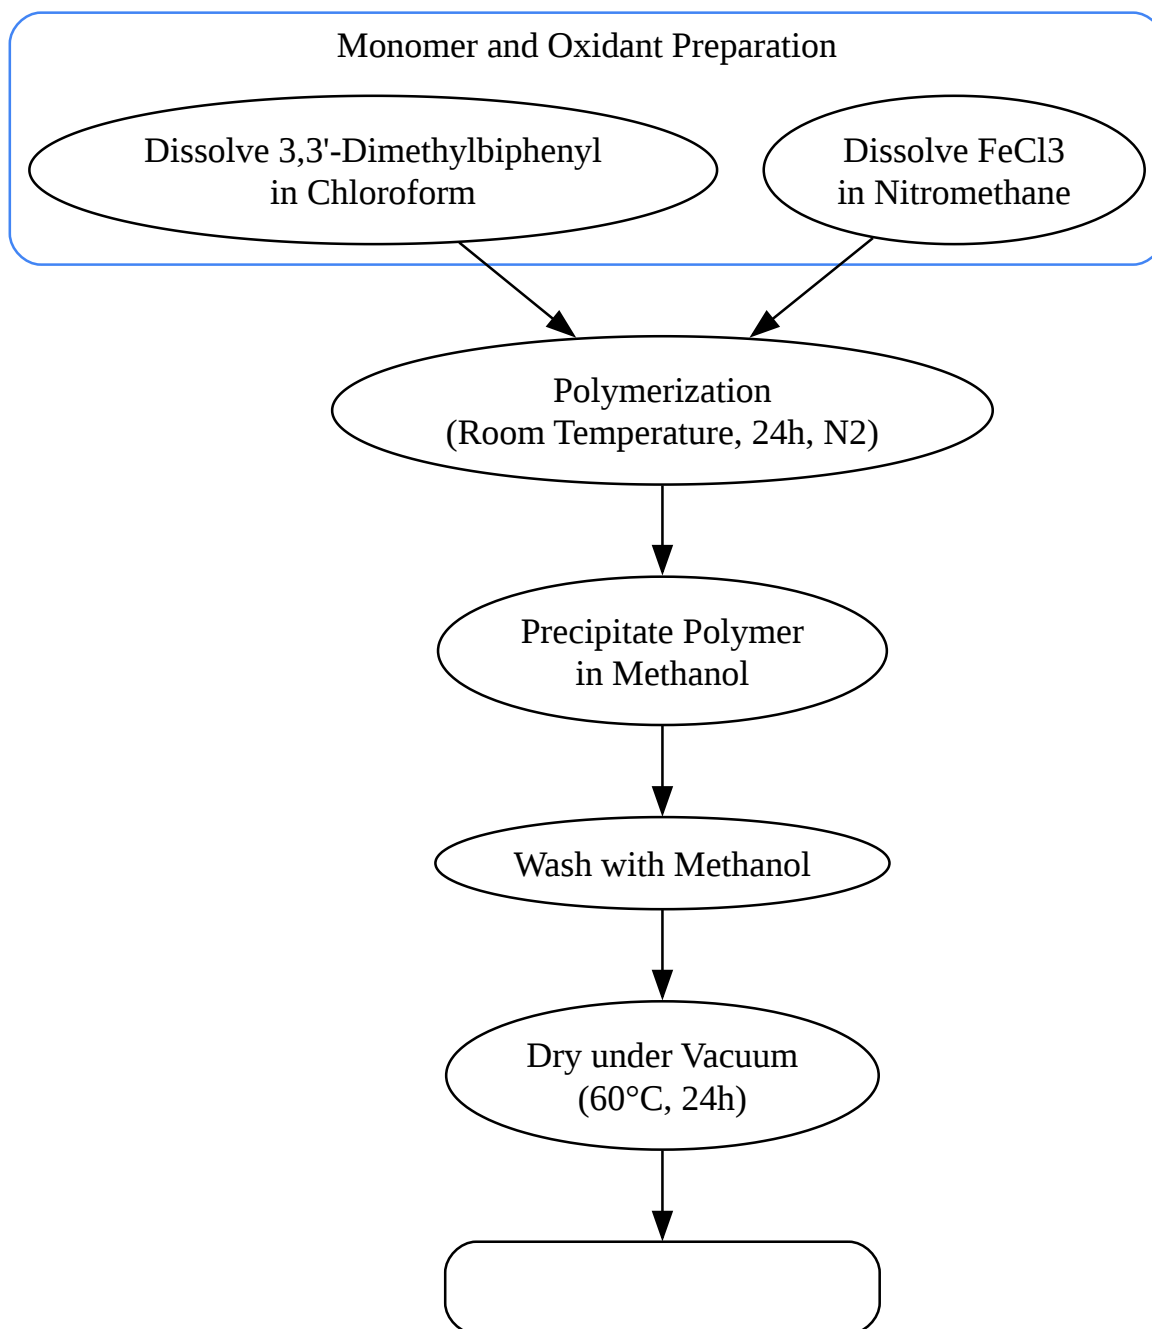 Monomer and Oxidant Preparation
Dissolve 3,3'-Dimethylbiphenyl
in Chloroform
Dissolve FeCl3
in Nitromethane
Polymerization
(Room Temperature, 24h, N2)
Precipitate Polymer
in Methanol
Wash with Methanol
Dry under Vacuum
(60°C, 24h)